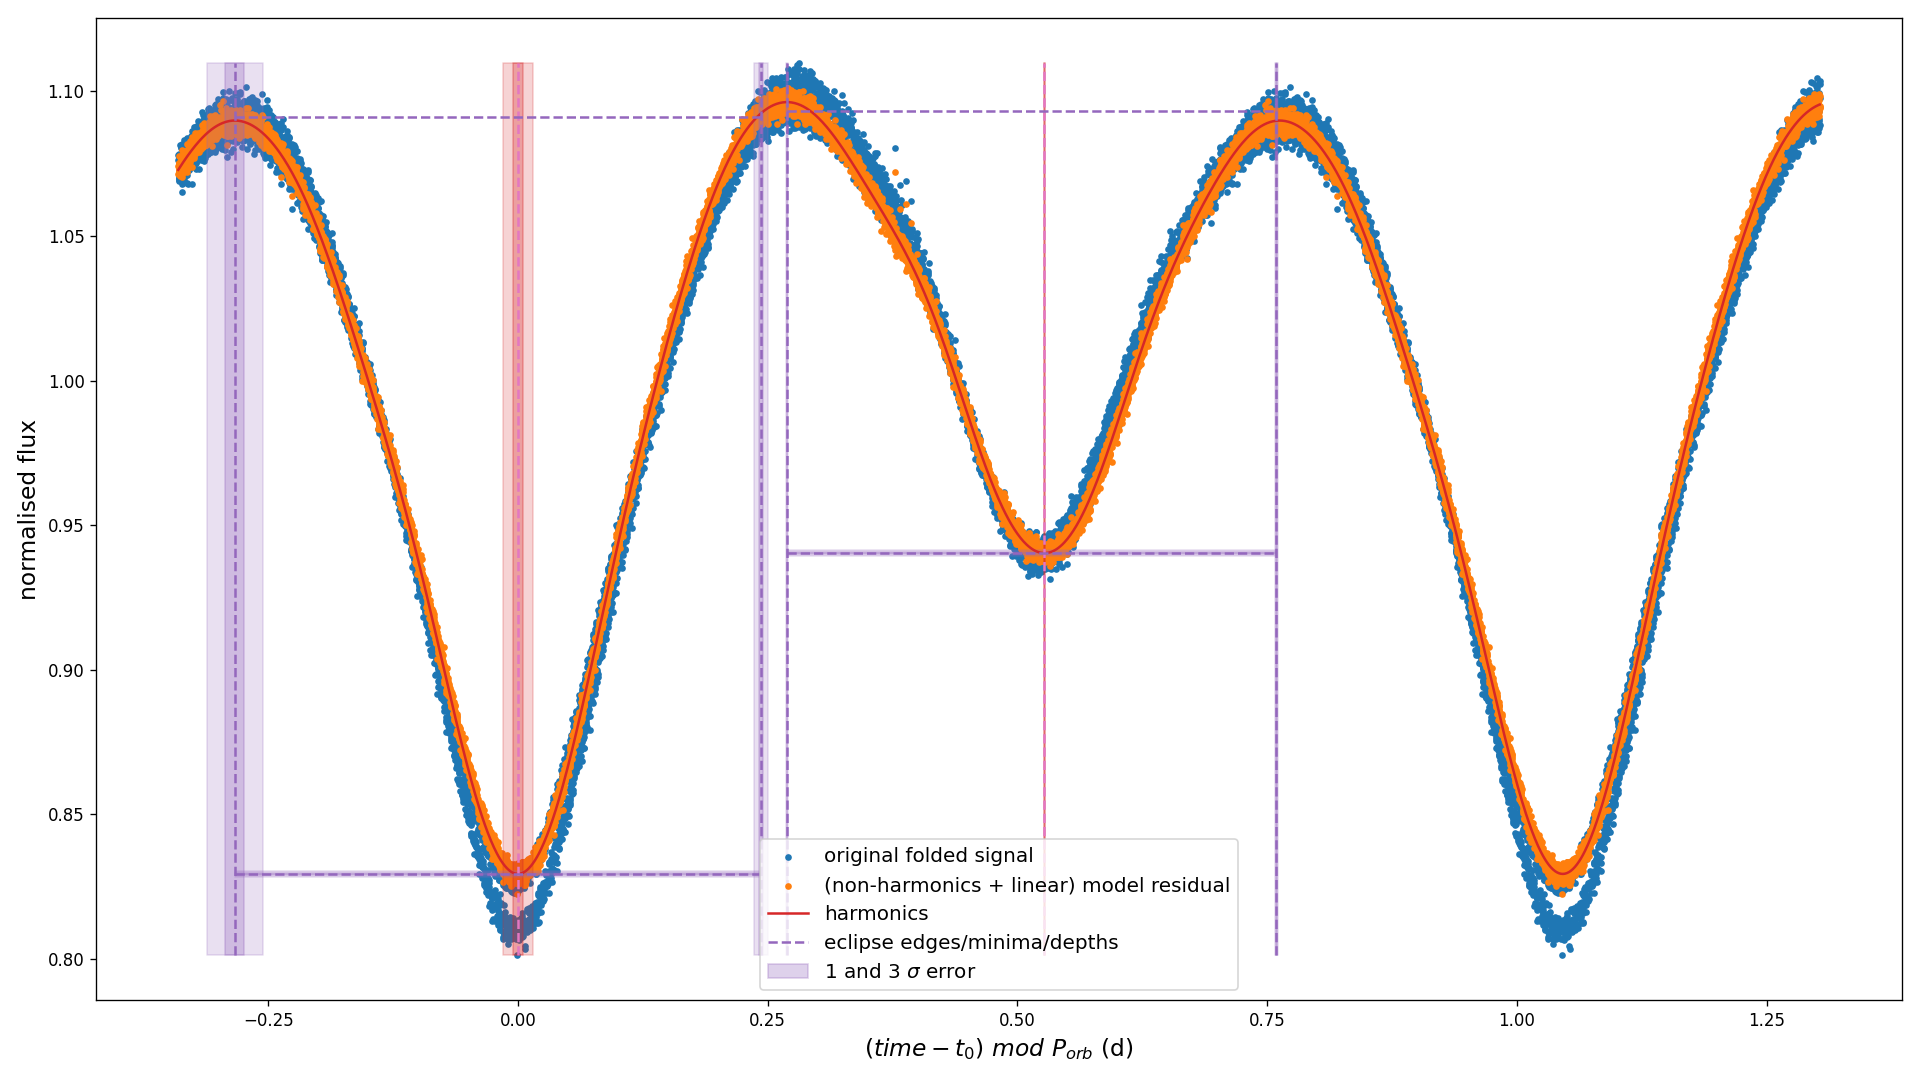 normalised flux
1.10
1.05
1.00
0.95
0.90
0.85
0.80
original folded signal
(non-harmonics + linear) model residual
harmonics
eclipse edges/minima/depths
1 and 3 σ error
−0.25
0.00
0.25
0.50
0.75
1.00
1.25
(time − t₀) mod Pₒᵣb (d)